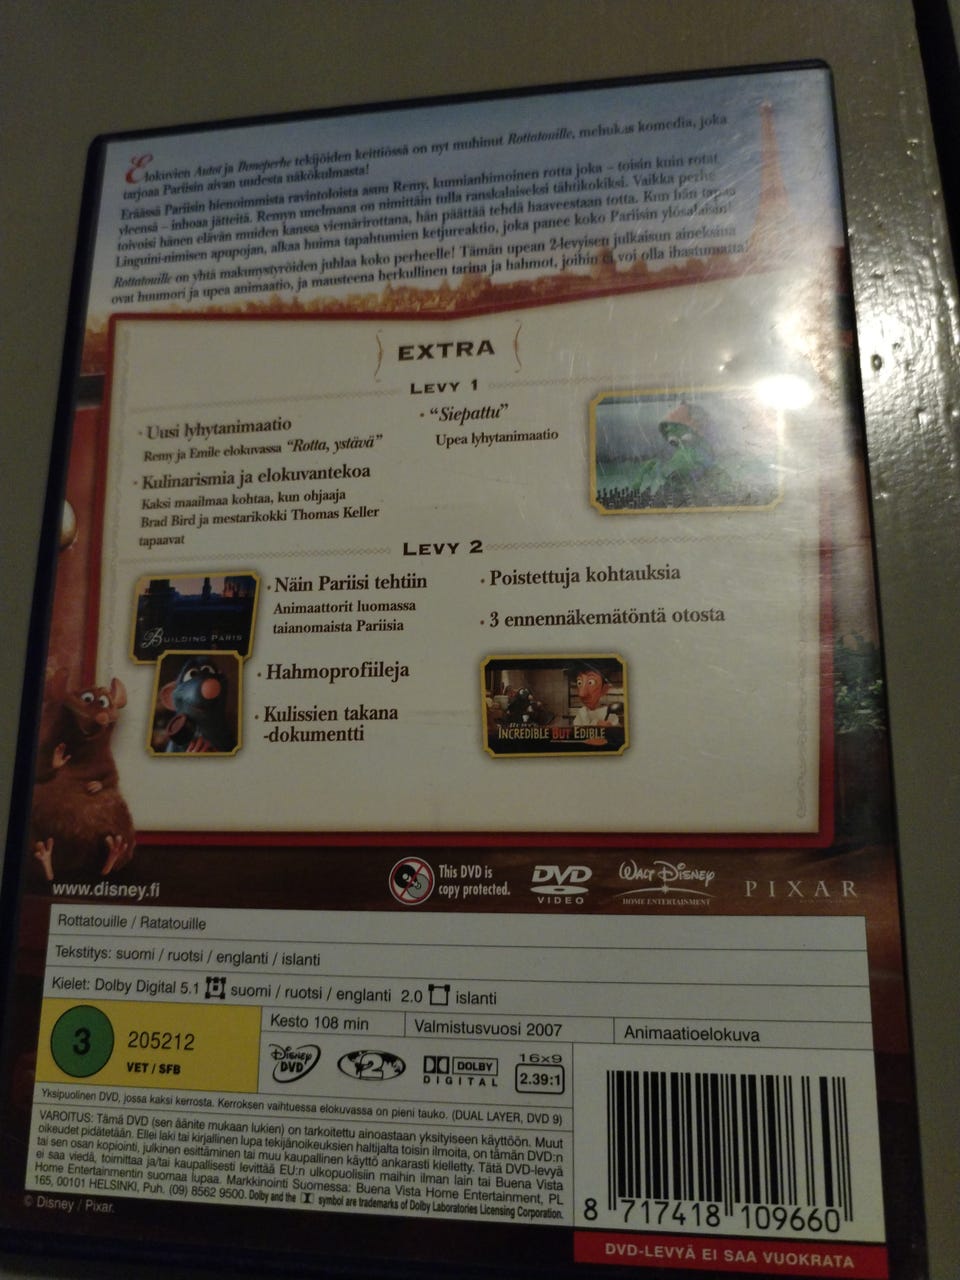 Elokuvien Autot ja Ihmeperhe tekijöiden keittiössä on nyt muhinut Rottatouille, mehukas komedia, joka
tarjoaa Pariisin aivan uudesta näkökulmasta!
Eräässä Pariisin hienoimmista ravintoloista asuu Remy, kunnianhimoinen rotta joka – toisin kuin rotat
yleensä – inhoaa jätteitä. Remyn unelmana on nimittäin tulla ranskalaiseksi tähtikokiksi. Vaikka perhe
toivoisi hänen elävän muiden kanssa viemärirottana, hän päättää tehdä haaveestaan totta. Kun hän tapaa
Linguini-nimisen apupojan, alkaa huima tapahtumien ketjureaktio, joka panee koko Pariisin ylösalaisin!
Rottatouille on yhtä makunystyröiden juhlaa koko perheelle! Tämän upean 2-levyisen julkaisun aineksina
ovat huumori ja upea animaatio, ja mausteena herkullinen tarina ja hahmot, joihin ei voi olla ihastumatta!
EXTRA
LEVY 1
• Uusi lyhytanimaatio
Remy ja Emile elokuvassa "Rotta, ystävä"
• Kulinarismia ja elokuvantekoa
Kaksi maailmaa kohtaa, kun ohjaaja
Brad Bird ja mestarikokki Thomas Keller
tapaavat
• "Siepattu"
Upea lyhytanimaatio
LEVY 2
BUILDING PARIS
• Näin Pariisi tehtiin
Animaattorit luomassa
taianomaista Pariisia
• Hahmoprofiileja
• Kulissien takana
-dokumentti
• Poistettuja kohtauksia
• 3 ennennäkemätöntä otosta
INCREDIBLE BUT EDIBLE
www.disney.fi
This DVD is
copy protected.
DVD
VIDEO
WALT DISNEY
HOME ENTERTAINMENT
PIXAR
Rottatouille / Ratatouille
Tekstitys: suomi / ruotsi / englanti / islanti
Kielet: Dolby Digital 5.1 suomi / ruotsi / englanti 2.0 islanti
3
205212
VET / SFB
Kesto 108 min
Valmistusvuosi 2007
Animaatioelokuva
Disney
DVD
2
DOLBY
DIGITAL
16x9
2.39:1
Yksipuolinen DVD, jossa kaksi kerrosta. Kerroksen vaihtuessa elokuvassa on pieni tauko. (DUAL LAYER, DVD 9)
VAROITUS: Tämä DVD (sen äänite mukaan lukien) on tarkoitettu ainoastaan yksityiseen käyttöön. Muut
oikeudet pidätetään. Ellei laki tai kirjallinen lupa tekijänoikeuksien haltijalta toisin ilmoita, on tämän DVD:n
tai sen osan kopiointi, julkinen esittäminen tai muu kaupallinen käyttö ankarasti kielletty. Tätä DVD-levyä
ei saa viedä, toimittaa ja/tai kaupallisesti levittää EU:n ulkopuolisiin maihin ilman lain tai Buena Vista
Home Entertainmentin suomaa lupaa. Markkinointi Suomessa: Buena Vista Home Entertainment, PL
165, 00101 HELSINKI, Puh. (09) 8562 9500. Dolby and the symbol are trademarks of Dolby Laboratories Licensing Corporation.
© Disney / Pixar.
8 717418 109660
DVD-LEVYÄ EI SAA VUOKRATA